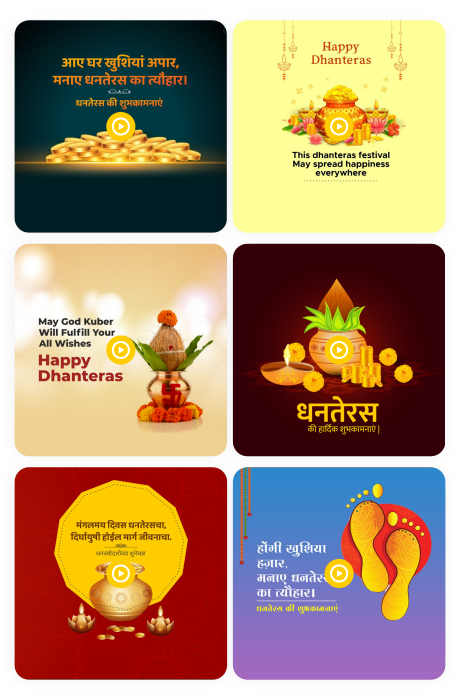 आए घर खुशियां अपार,
मनाए धनतेरस का त्यौहार।
धनतेरस की शुभकामनाएं
Happy
Dhanteras
This dhanteras festival
May spread happiness
everywhere
May God Kuber
Will Fulfill Your
All Wishes
Happy
Dhanteras
धनतेरस
की हार्दिक शुभकामनाएं|
मंगलमय दिवस धनतेरसचा,
दिर्घायुषी होईल मार्ग जीवनाचा.
धनत्रयोदशीच्या शुभेच्छा
होंगी खुशिया
हज़ार,
मनाए धनतेरस
का त्यौहार।
धनतेरस की शुभकामनाएं